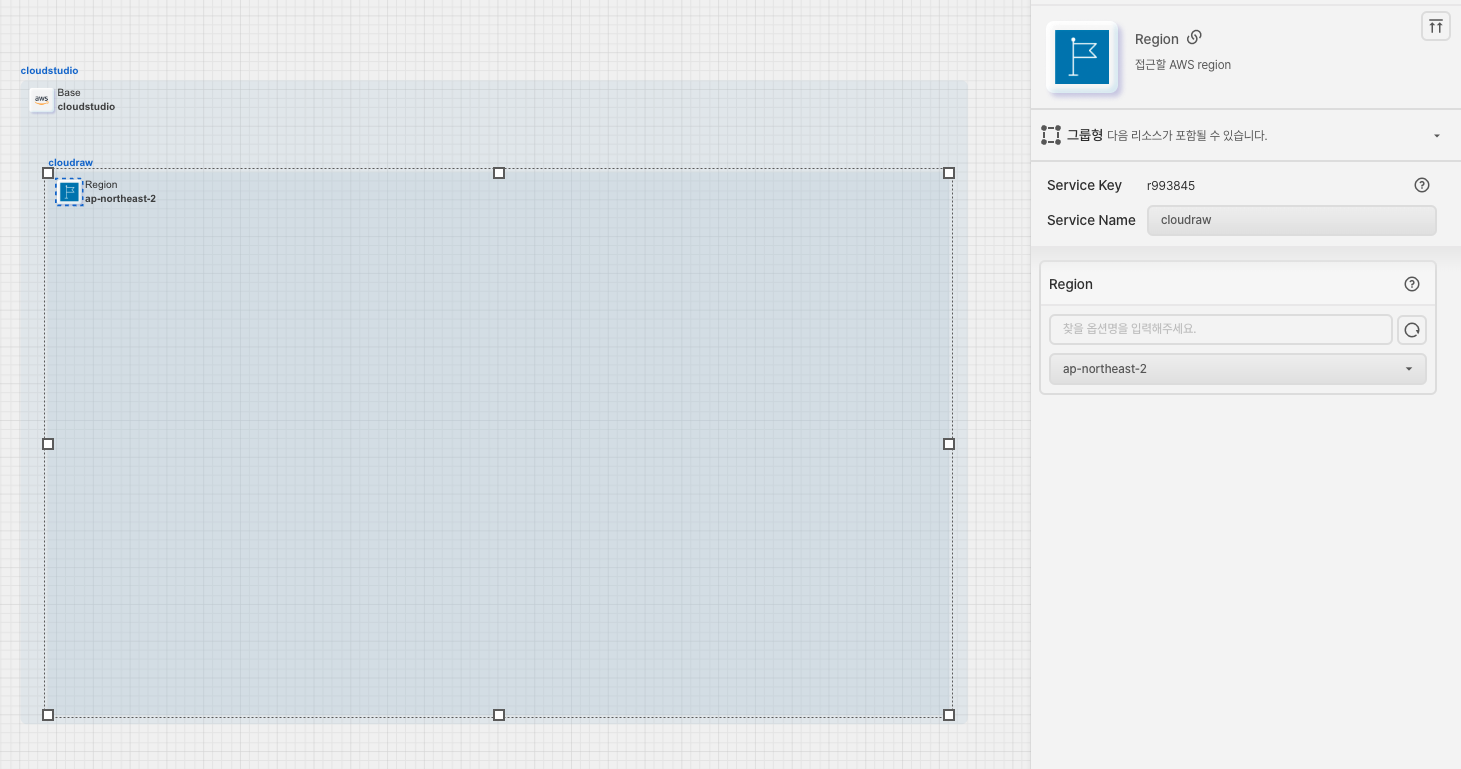 cloudstudio
aws
Base
cloudstudio
cloudraw
Region
ap-northeast-2
Region
접근할 AWS region
그룹형 다음 리소스가 포함될 수 있습니다.
Service Key r993845
Service Name cloudraw
Region
찾을 옵션명을 입력해주세요.
ap-northeast-2